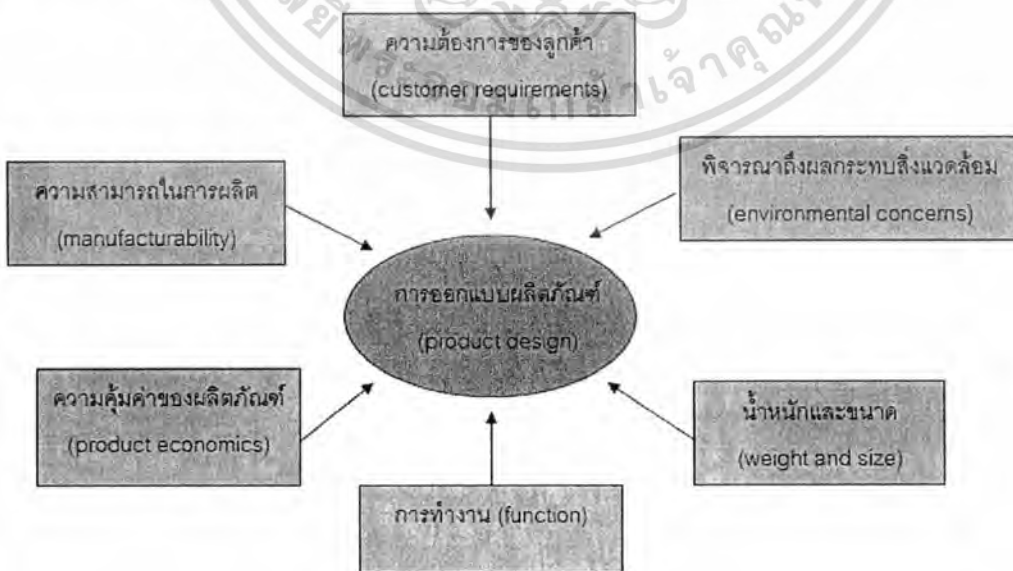 ความต้องการของลูกค้า
(customer requirements)
พิจารณาถึงผลกระทบสิ่งแวดล้อม
(environmental concerns)
ความสามารถในการผลิต
(manufacturability)
การออกแบบผลิตภัณฑ์
(product design)
ความคุ้มค่าของผลิตภัณฑ์
(product economics)
น้ำหนักและขนาด
(weight and size)
การทำงาน (function)